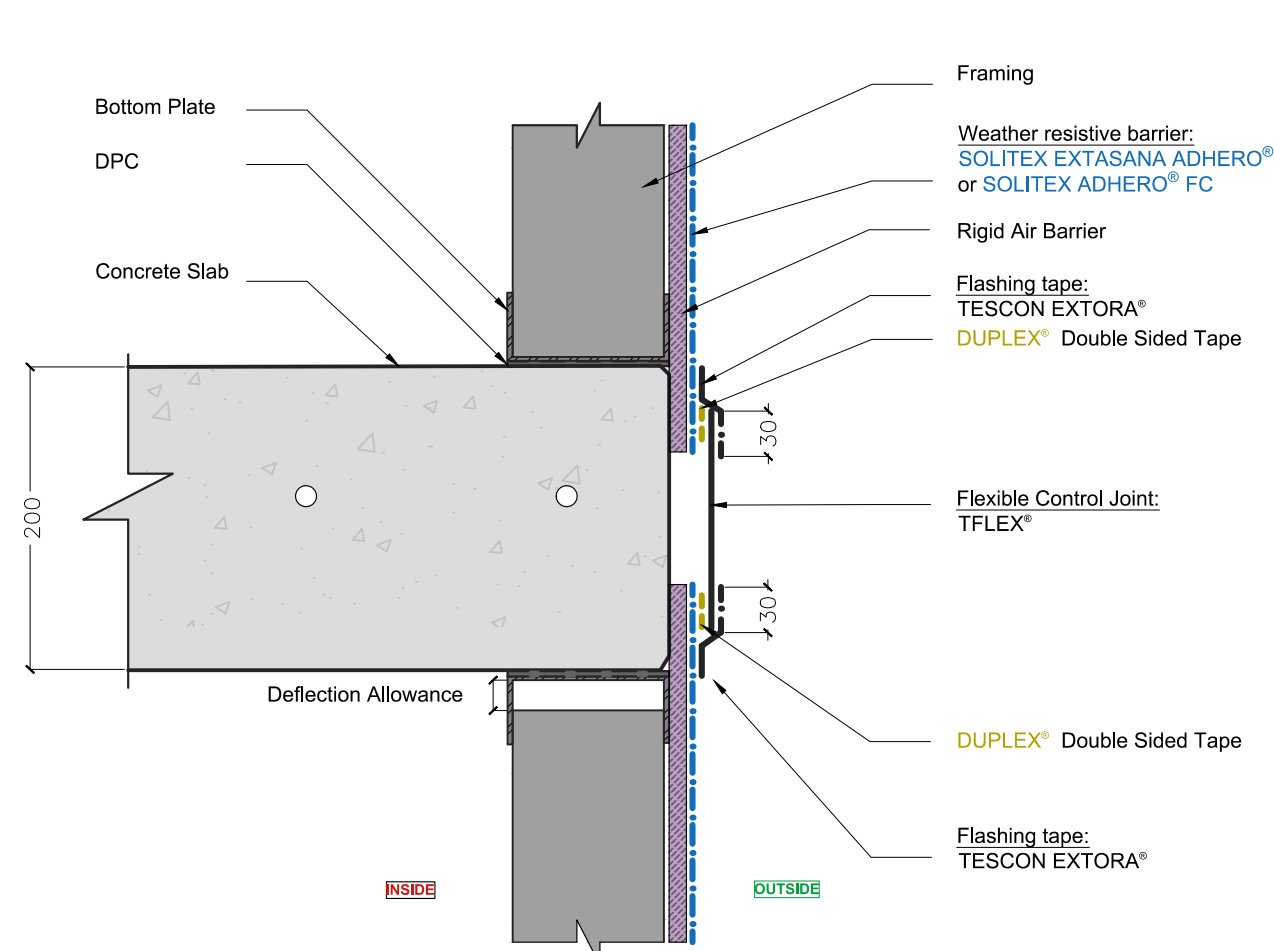 Bottom Plate
DPC
Concrete Slab
200
Deflection Allowance
INSIDE
OUTSIDE
Framing
Weather resistive barrier:
SOLITEX EXTASANA ADHERO®
or SOLITEX ADHERO® FC
Rigid Air Barrier
Flashing tape:
TESCON EXTORA®
DUPLEX® Double Sided Tape
30
Flexible Control Joint:
TFLEX®
30
DUPLEX® Double Sided Tape
Flashing tape:
TESCON EXTORA®